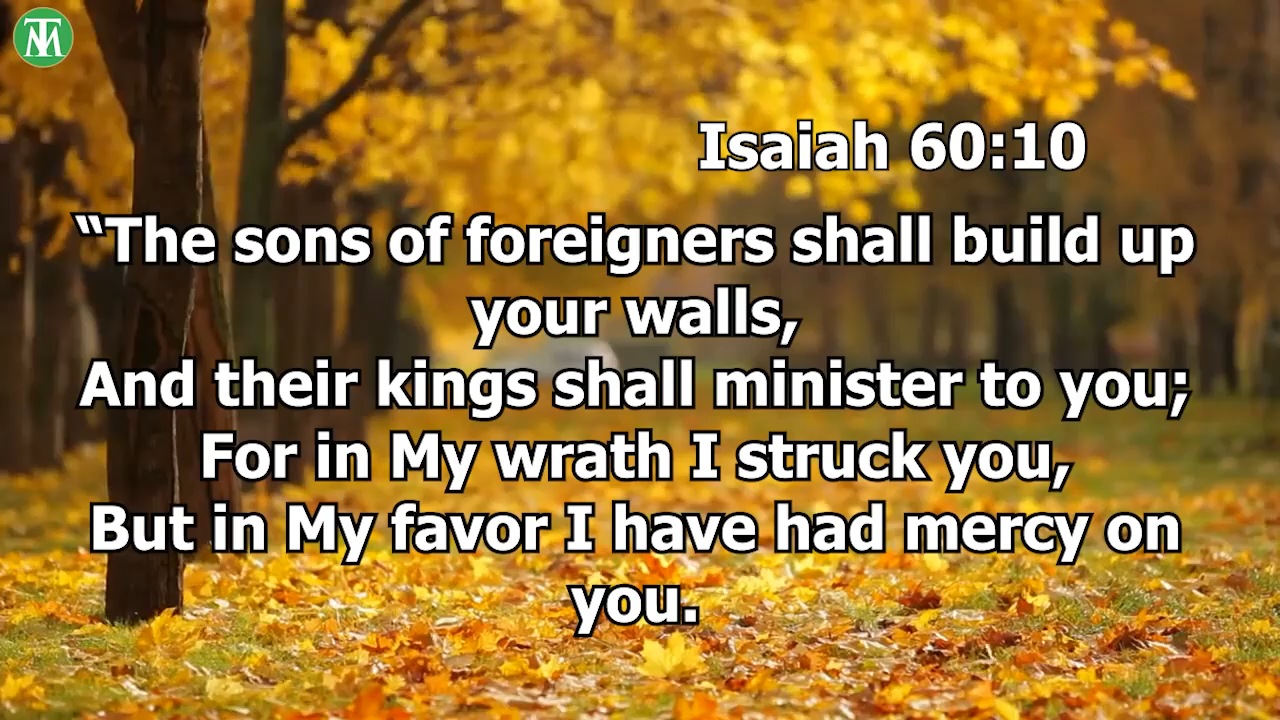 TM
Isaiah 60:10
“The sons of foreigners shall build up
your walls,
And their kings shall minister to you;
For in My wrath I struck you,
But in My favor I have had mercy on
you.